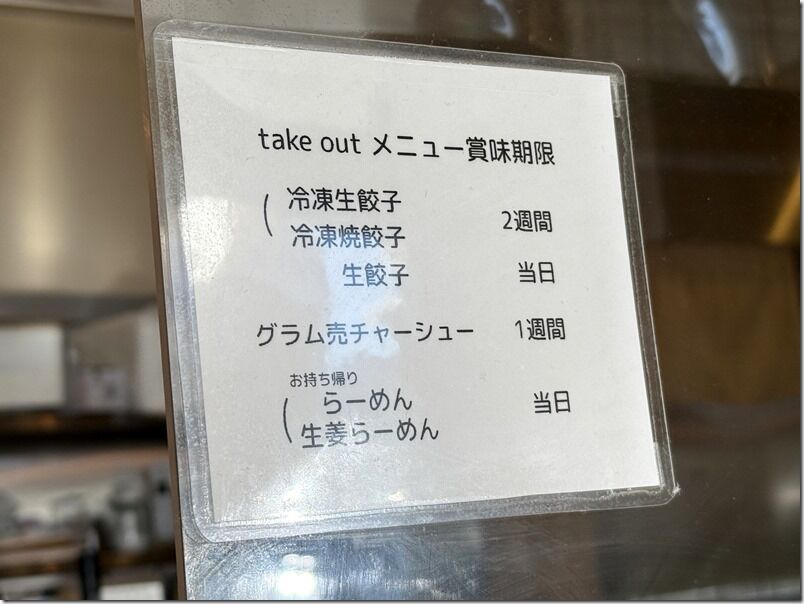 take out メニュー賞味期限
冷凍生餃子
冷凍焼餃子 2週間
生餃子 当日
グラム売チャーシュー 1週間
お持ち帰り
らーめん 当日
生姜らーめん